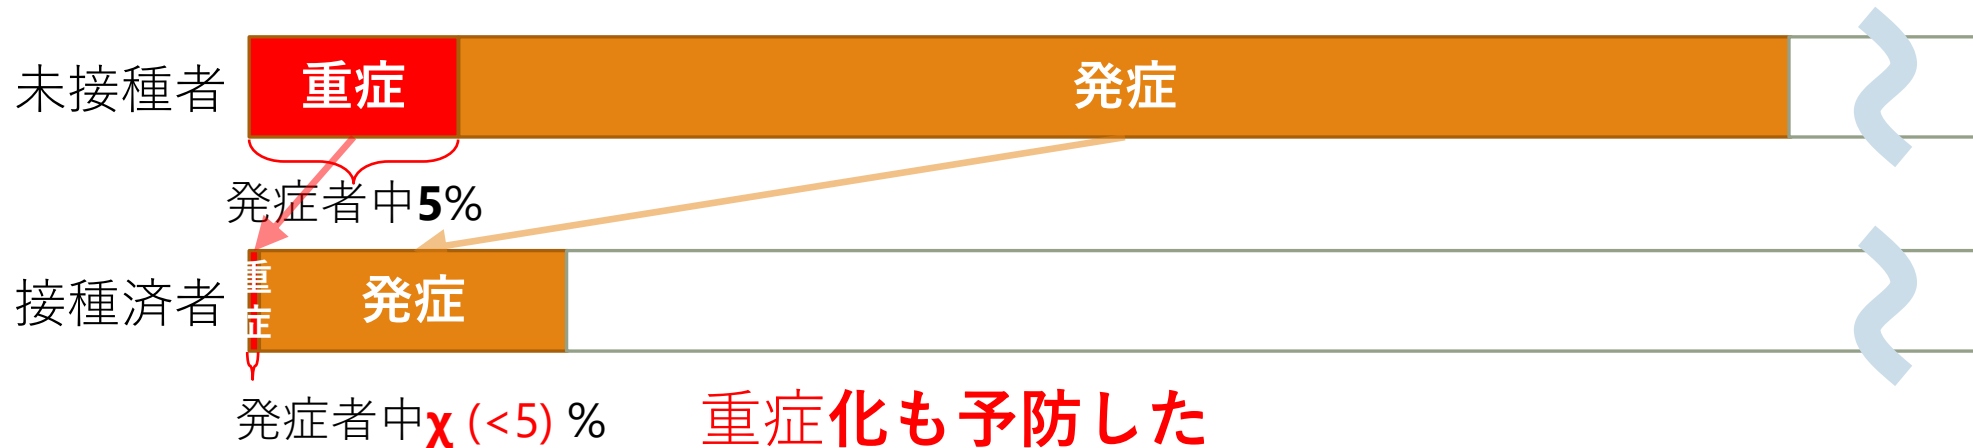 未接種者
重症
発症
発症者中5%
接種済者
重症
発症
発症者中χ (<5) %
重症化も予防した